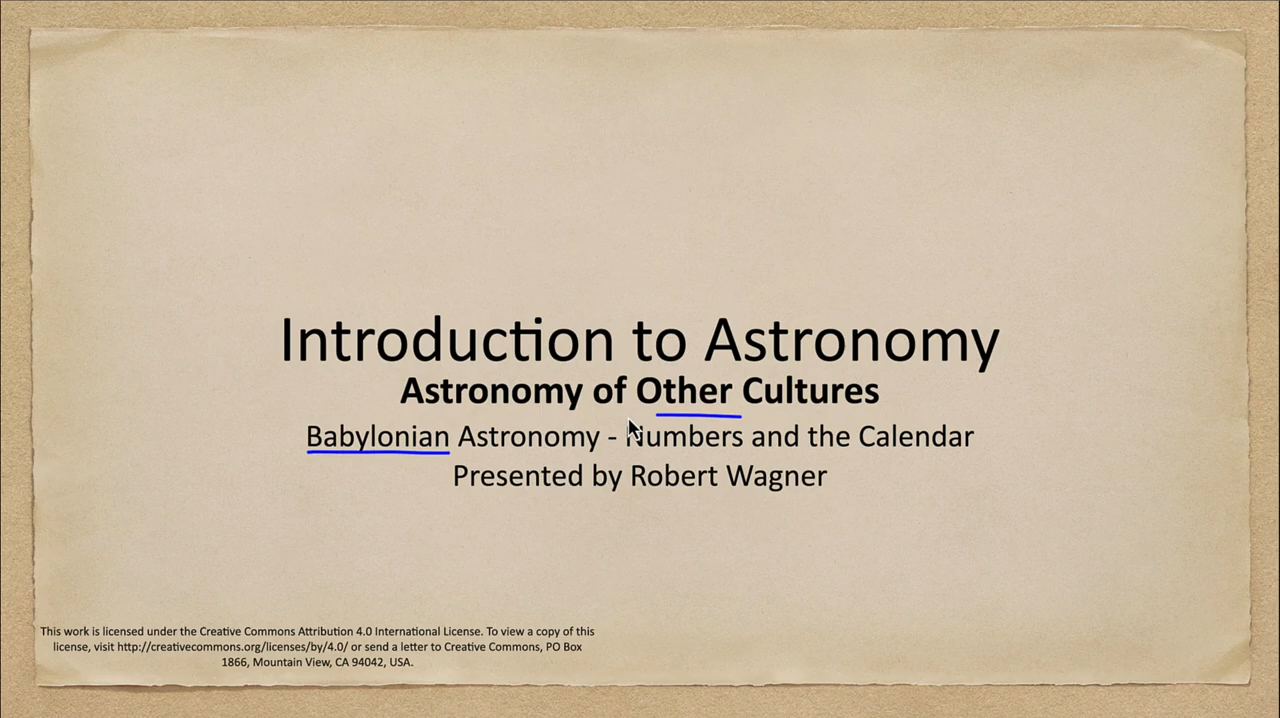 Introduction to Astronomy
Astronomy of Other Cultures
Babylonian Astronomy - Numbers and the Calendar
Presented by Robert Wagner
This work is licensed under the Creative Commons Attribution 4.0 International License. To view a copy of this
license, visit http://creativecommons.org/licenses/by/4.0/ or send a letter to Creative Commons, PO Box
1866, Mountain View, CA 94042, USA.